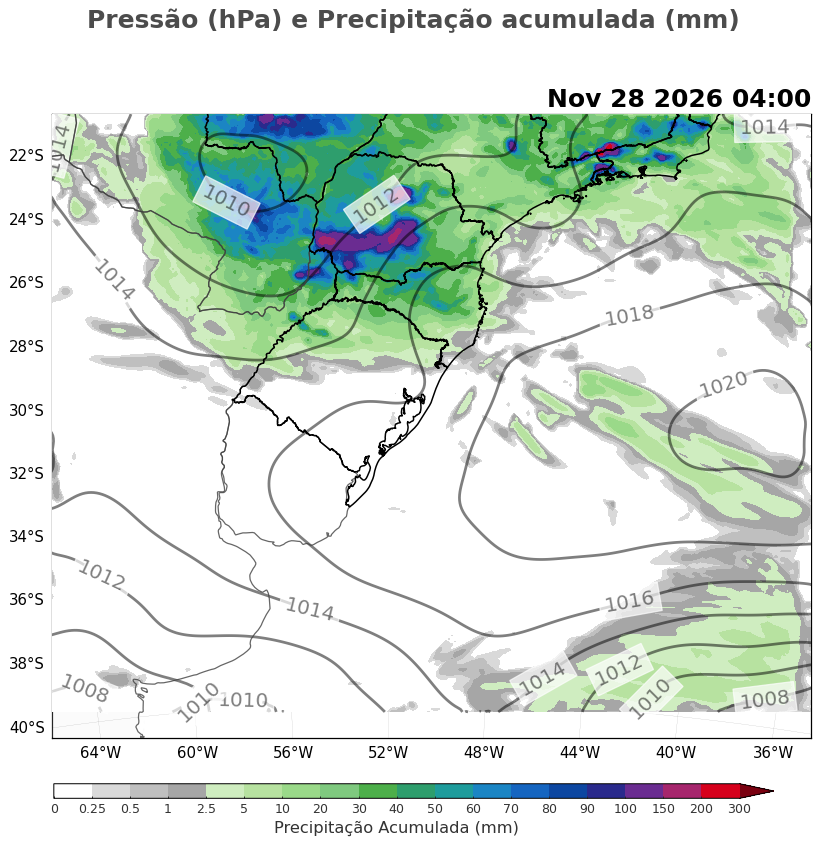 Pressão (hPa) e Precipitação acumulada (mm)
Nov 28 2026 04:00
1014
1014
22°S
1010
1012
24°S
1014
26°S
1018
28°S
1020
30°S
32°S
34°S
1012
36°S
1014
1016
38°S
1008
1010
1010
1014
1012
1010
1008
40°S
64°W 60°W 56°W 52°W 48°W 44°W 40°W 36°W
0 0.25 0.5 1 2.5 5 10 20 30 40 50 60 70 80 90 100 150 200 300
Precipitação Acumulada (mm)